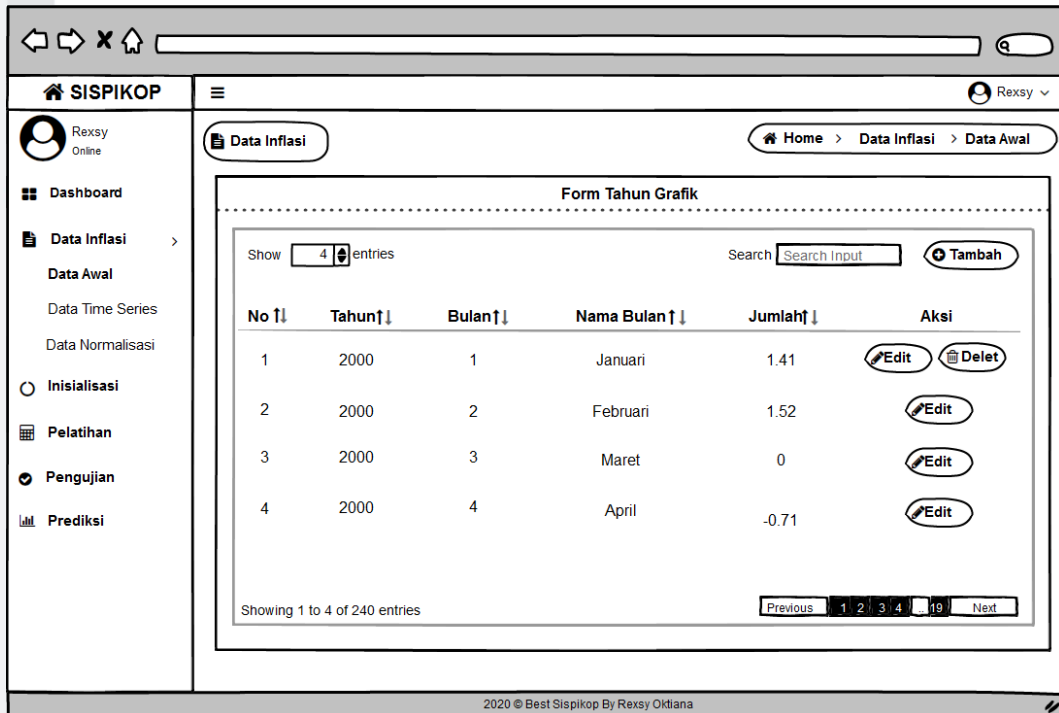 SISPIKOP
Rexsy
Rexsy
Online
Data Inflasi
Home > Data Inflasi > Data Awal
Dashboard
Data Inflasi >
Data Awal
Data Time Series
Data Normalisasi
Inisialisasi
Pelatihan
Pengujian
Prediksi
Form Tahun Grafik
Show 4 entries
Search Search Input
Tambah
No Tahun Bulan Nama Bulan Jumlah Aksi
1 2000 1 Januari 1.41 Edit Delet
2 2000 2 Februari 1.52 Edit
3 2000 3 Maret 0 Edit
4 2000 4 April -0.71 Edit
Showing 1 to 4 of 240 entries
Previous 1 2 3 4 .. 19 Next
2020 © Best Sispikop By Rexsy Oktiana